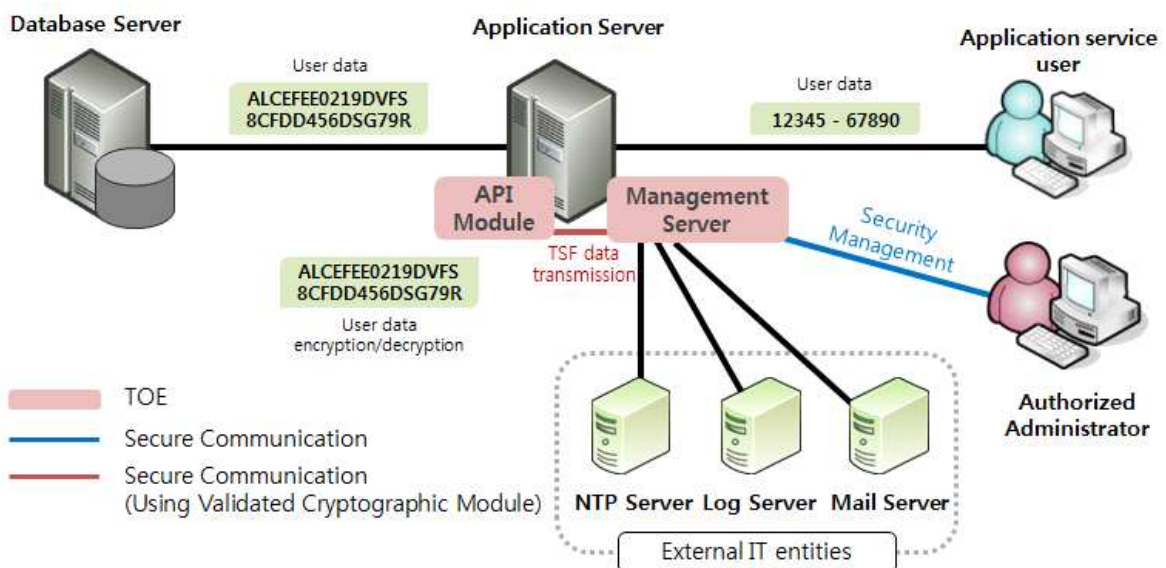 Database Server
Application Server
Application service
user
User data
ALCEFEE0219DVFS
8CFDD456DSG79R
User data
12345 - 67890
API
Module
Management
Server
Security
Management
TSF data
transmission
ALCEFEE0219DVFS
8CFDD456DSG79R
User data
encryption/decryption
Authorized
Administrator
TOE
Secure Communication
Secure Communication
(Using Validated Cryptographic Module)
NTP Server
Log Server
Mail Server
External IT entities